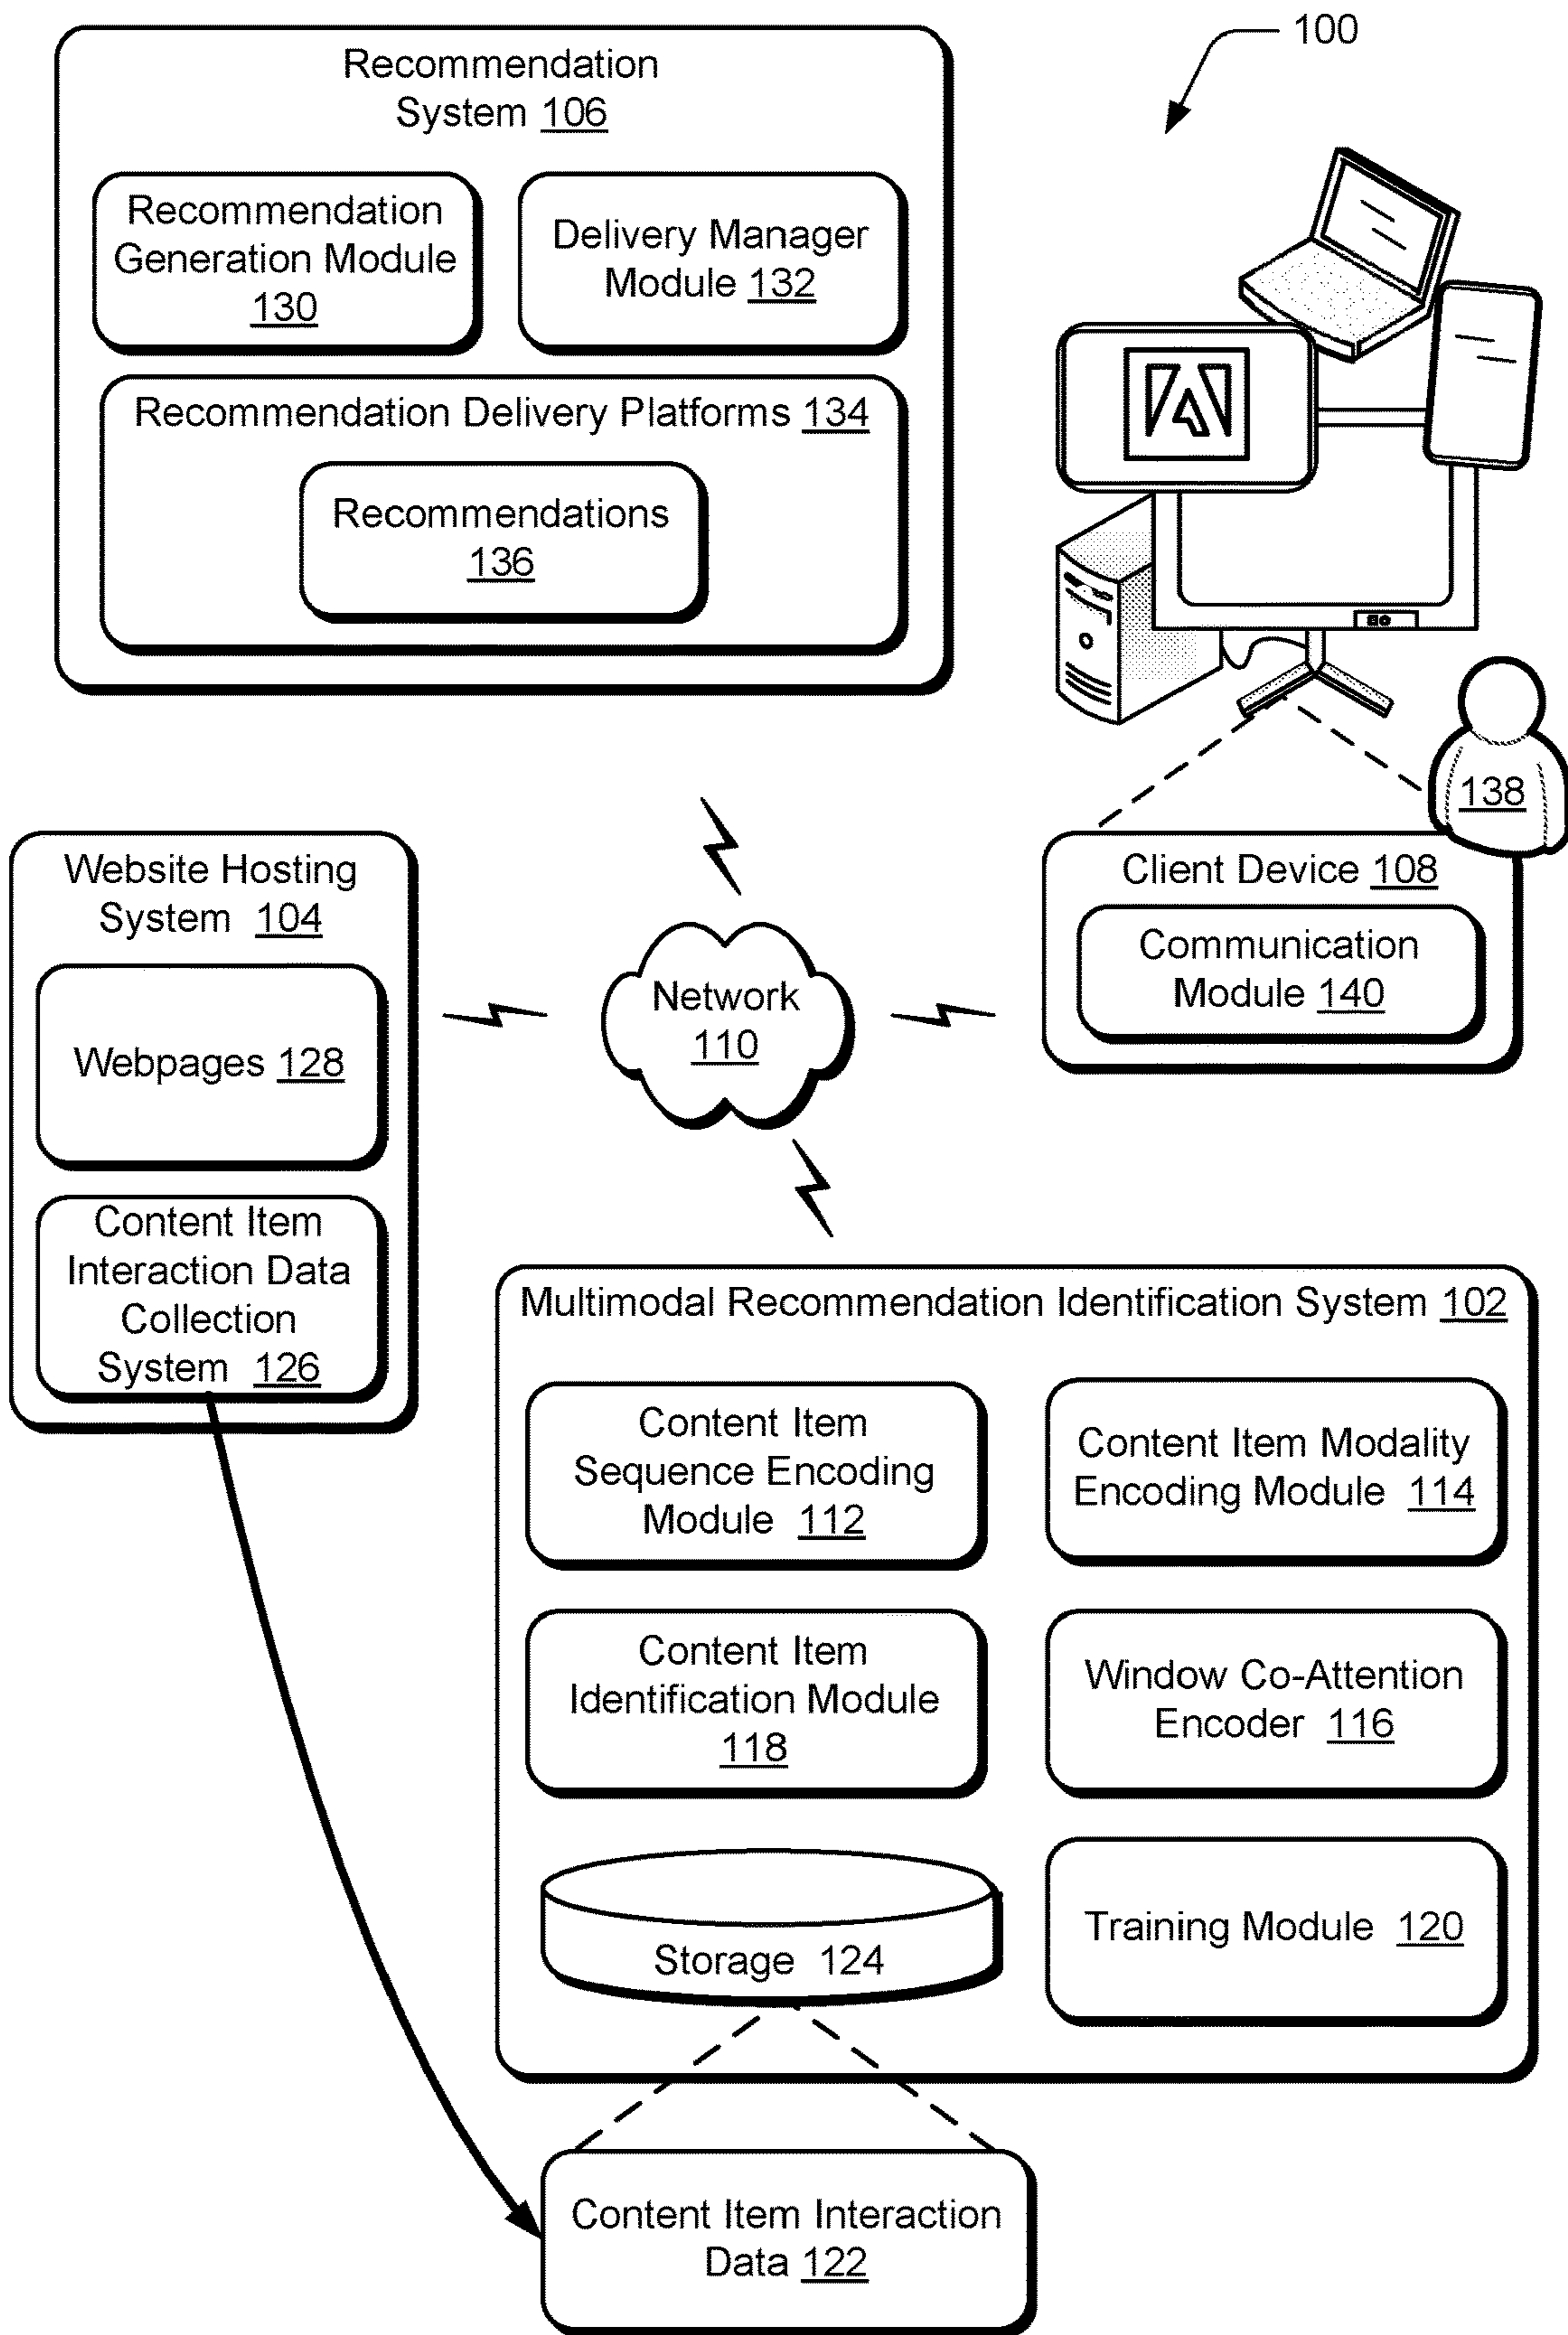 100
Recommendation
System 106
Recommendation
Generation Module
130
Delivery Manager
Module 132
Recommendation Delivery Platforms 134
Recommendations
136
138
Website Hosting
System 104
Webpages 128
Content Item
Interaction Data
Collection
System 126
Network
110
Client Device 108
Communication
Module 140
Multimodal Recommendation Identification System 102
Content Item
Sequence Encoding
Module 112
Content Item Modality
Encoding Module 114
Content Item
Identification Module
118
Window Co-Attention
Encoder 116
Storage 124
Training Module 120
Content Item Interaction
Data 122